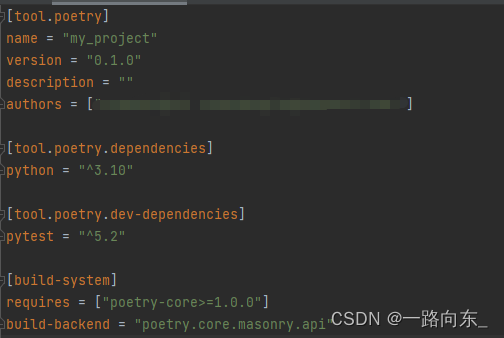 [tool.poetry]
name = "my_project"
version = "0.1.0"
description = ""
authors = ["]
[tool.poetry.dependencies]
python = "^3.10"
[tool.poetry.dev-dependencies]
pytest = "^5.2"
[build-system]
requires = ["poetry-core>=1.0.0"]
build-backend = "poetry.core.masonry.api"
CSDN @一路向东_